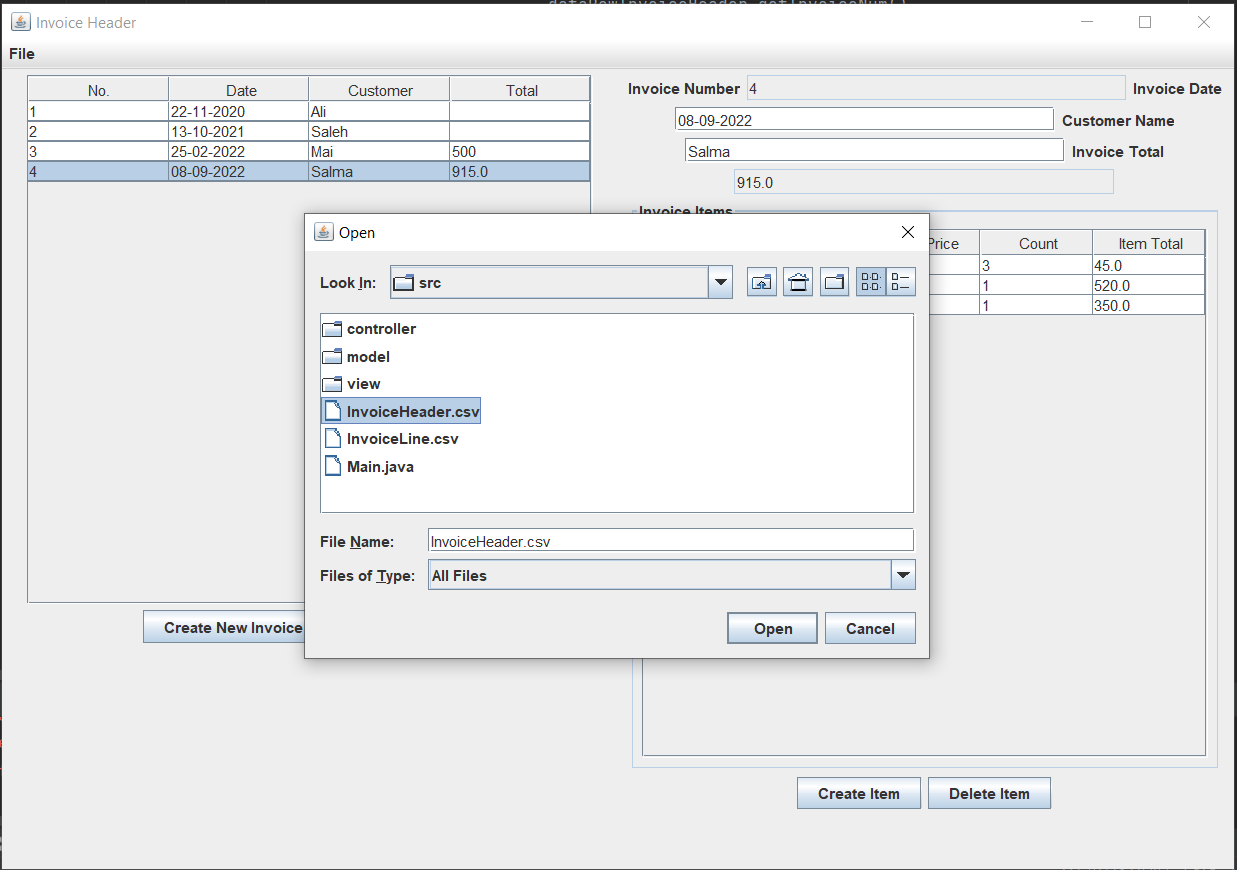 Invoice Header
File
No. Date Customer Total
1 22-11-2020 Ali
2 13-10-2021 Saleh
3 25-02-2022 Mai 500
4 08-09-2022 Salma 915.0
Create New Invoice
Invoice Number 4 Invoice Date
08-09-2022 Customer Name
Salma Invoice Total
915.0
Invoice Items
Price Count Item Total
3 45.0
1 520.0
1 350.0
Create Item Delete Item
Open
Look In: src
controller
model
view
InvoiceHeader.csv
InvoiceLine.csv
Main.java
File Name: InvoiceHeader.csv
Files of Type: All Files
Open Cancel